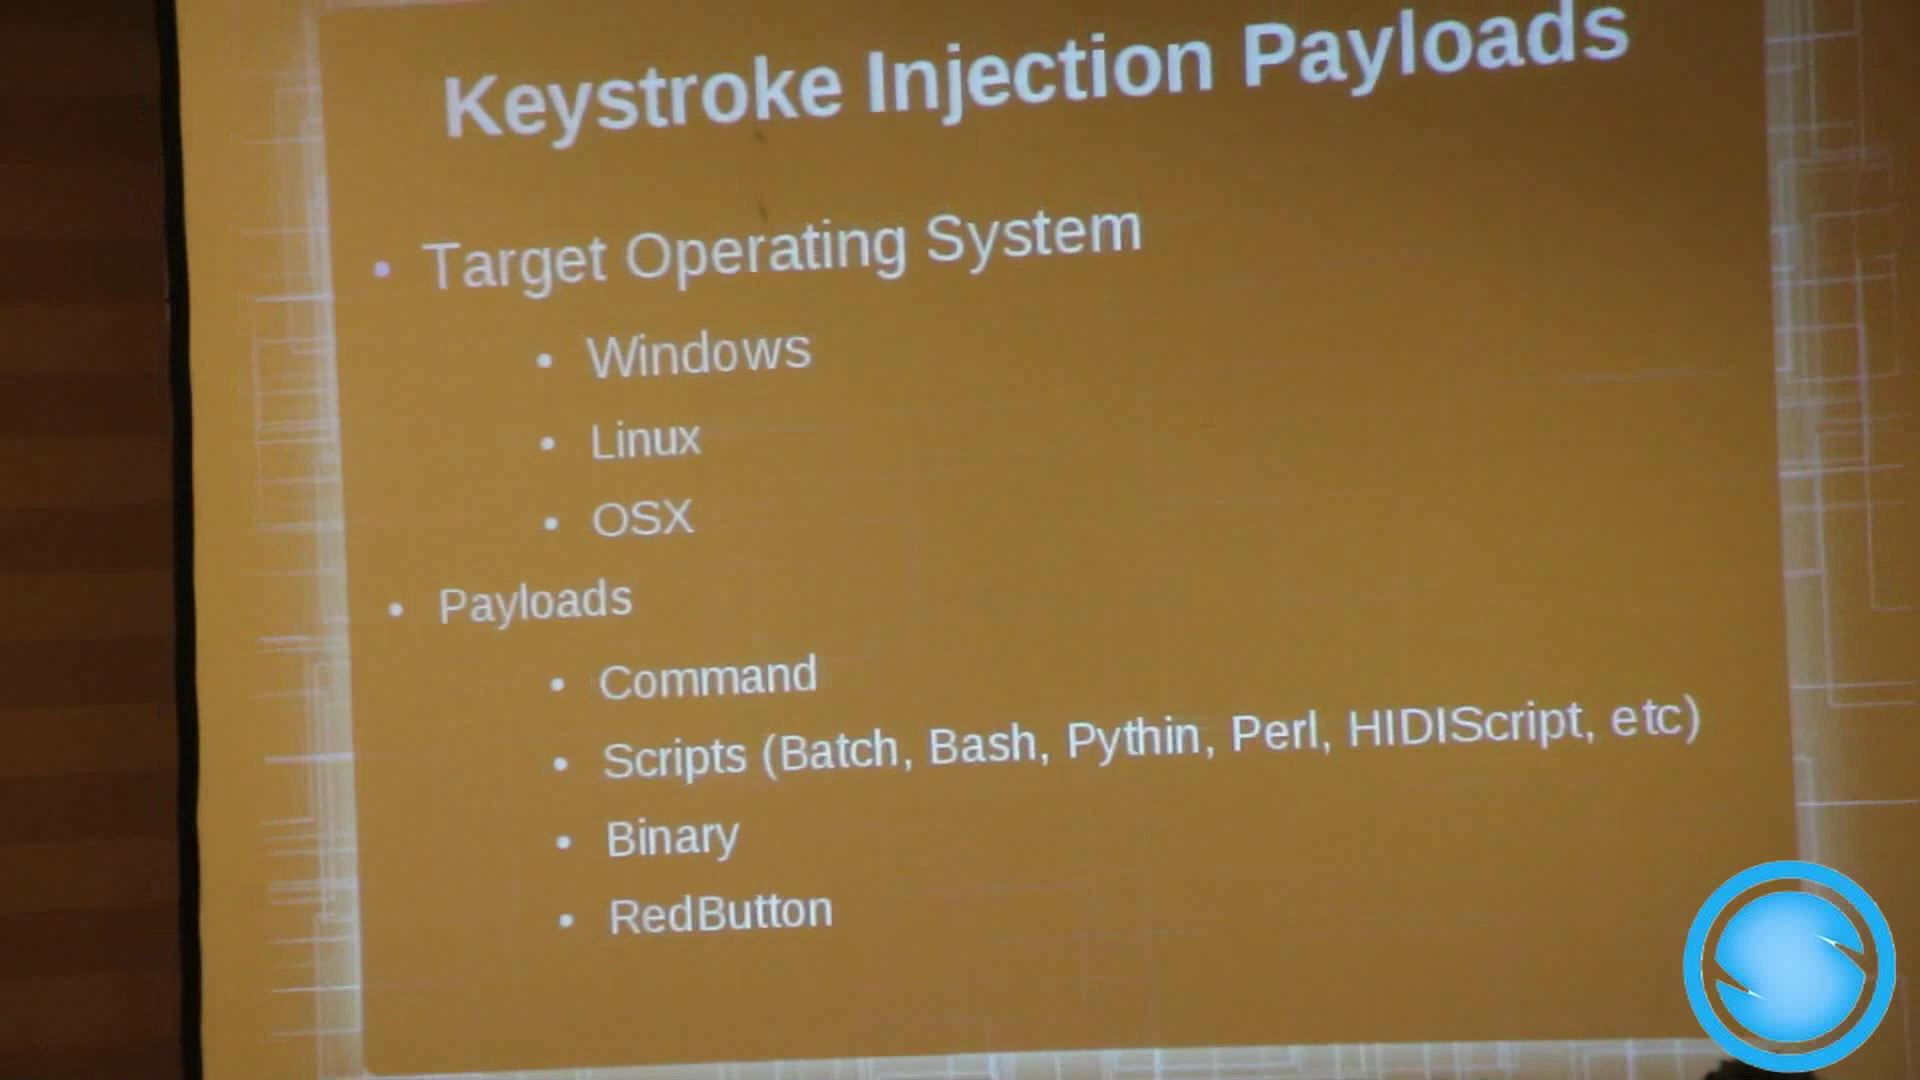 Keystroke Injection Payloads
• Target Operating System
• Windows
• Linux
• OSX
• Payloads
• Command
• Scripts (Batch, Bash, Pythin, Perl, HIDIScript, etc)
• Binary
• RedButton